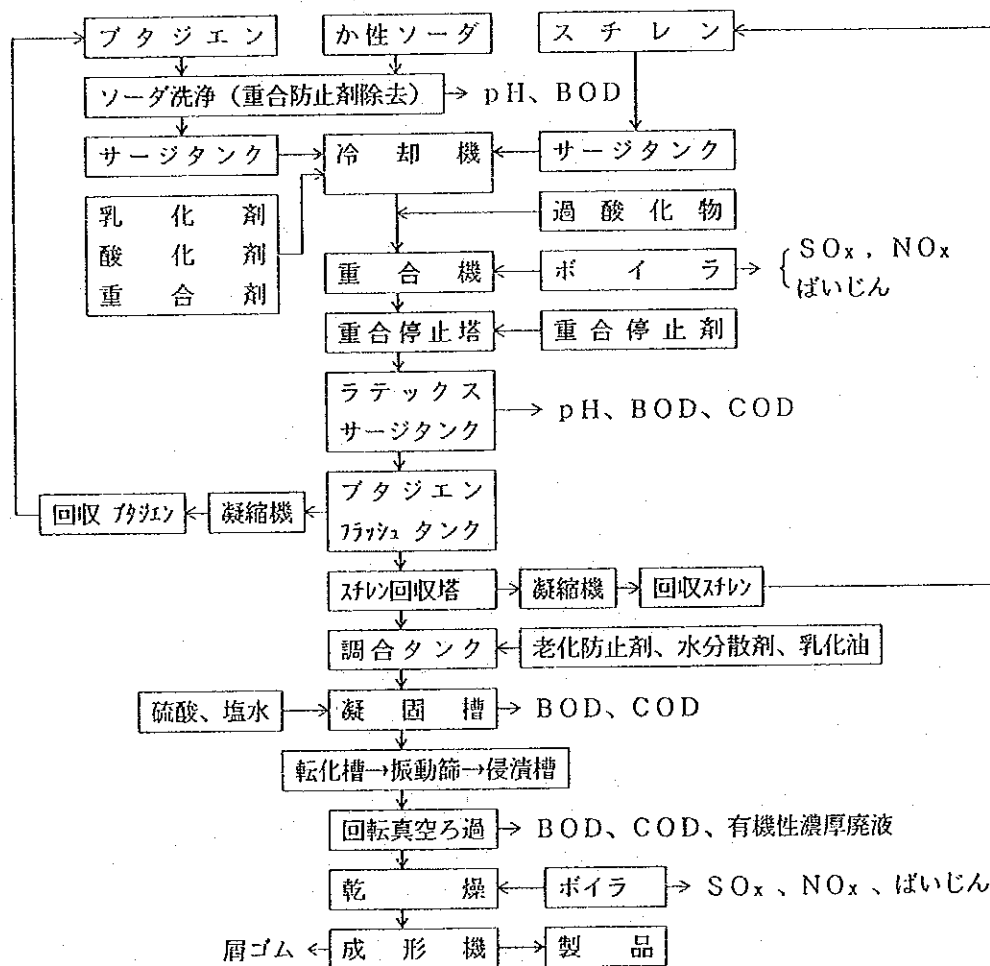 ブタジエン
か性ソーダ
スチレン
ソーダ洗浄（重合防止剤除去）
pH、BOD
サージタンク
冷却機
サージタンク
乳化剤
酸化剤
重合剤
過酸化物
重合機
ボイラ
SOx，NOx
ばいじん
重合停止塔
重合停止剤
ラテックス
サージタンク
pH、BOD、COD
ブタジエン
フラッシュタンク
凝縮機
回収ブタジエン
スチレン回収塔
凝縮機
回収スチレン
調合タンク
老化防止剤、水分散剤、乳化油
硫酸、塩水
凝固槽
BOD、COD
転化槽→振動篩→侵漬槽
回転真空ろ過
BOD、COD、有機性濃厚廃液
乾燥
ボイラ
SOx、NOx、ばいじん
屑ゴム
成形機
製品